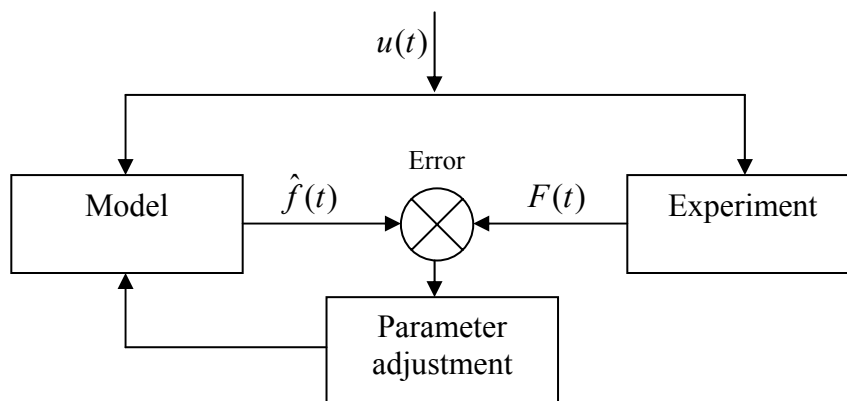 u(t)
Error
Model
f̂(t)
F(t)
Experiment
Parameter
adjustment